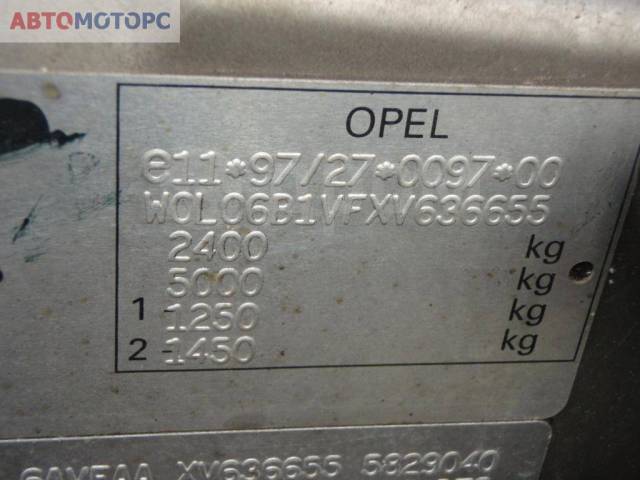 АВТОМОТОРС
OPEL
e11*97/27*0097*00
W0L06B1VFXV636655
2400 kg
5000 kg
1 - 1250 kg
2 - 1450 kg
XV636655 5829040